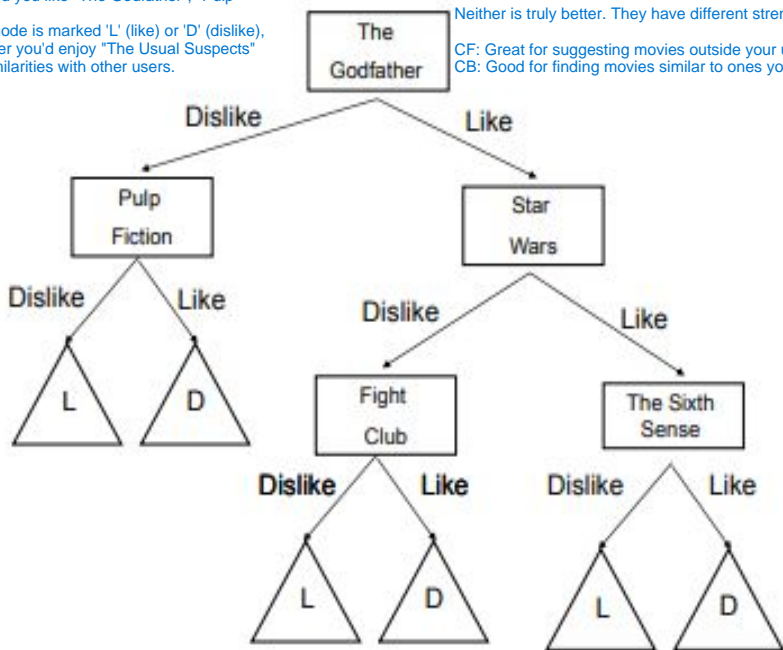 d you like "The Godfather", "Pulp
ode is marked 'L' (like) or 'D' (dislike),
er you'd enjoy "The Usual Suspects"
milarities with other users.
Neither is truly better. They have different
CF: Great for suggesting movies outside your
CB: Good for finding movies similar to ones
The
Godfather
Dislike
Like
Pulp
Fiction
Star
Wars
Dislike
Like
Dislike
Like
L
D
Fight
Club
The Sixth
Sense
Dislike
Like
Dislike
Like
L
D
L
D